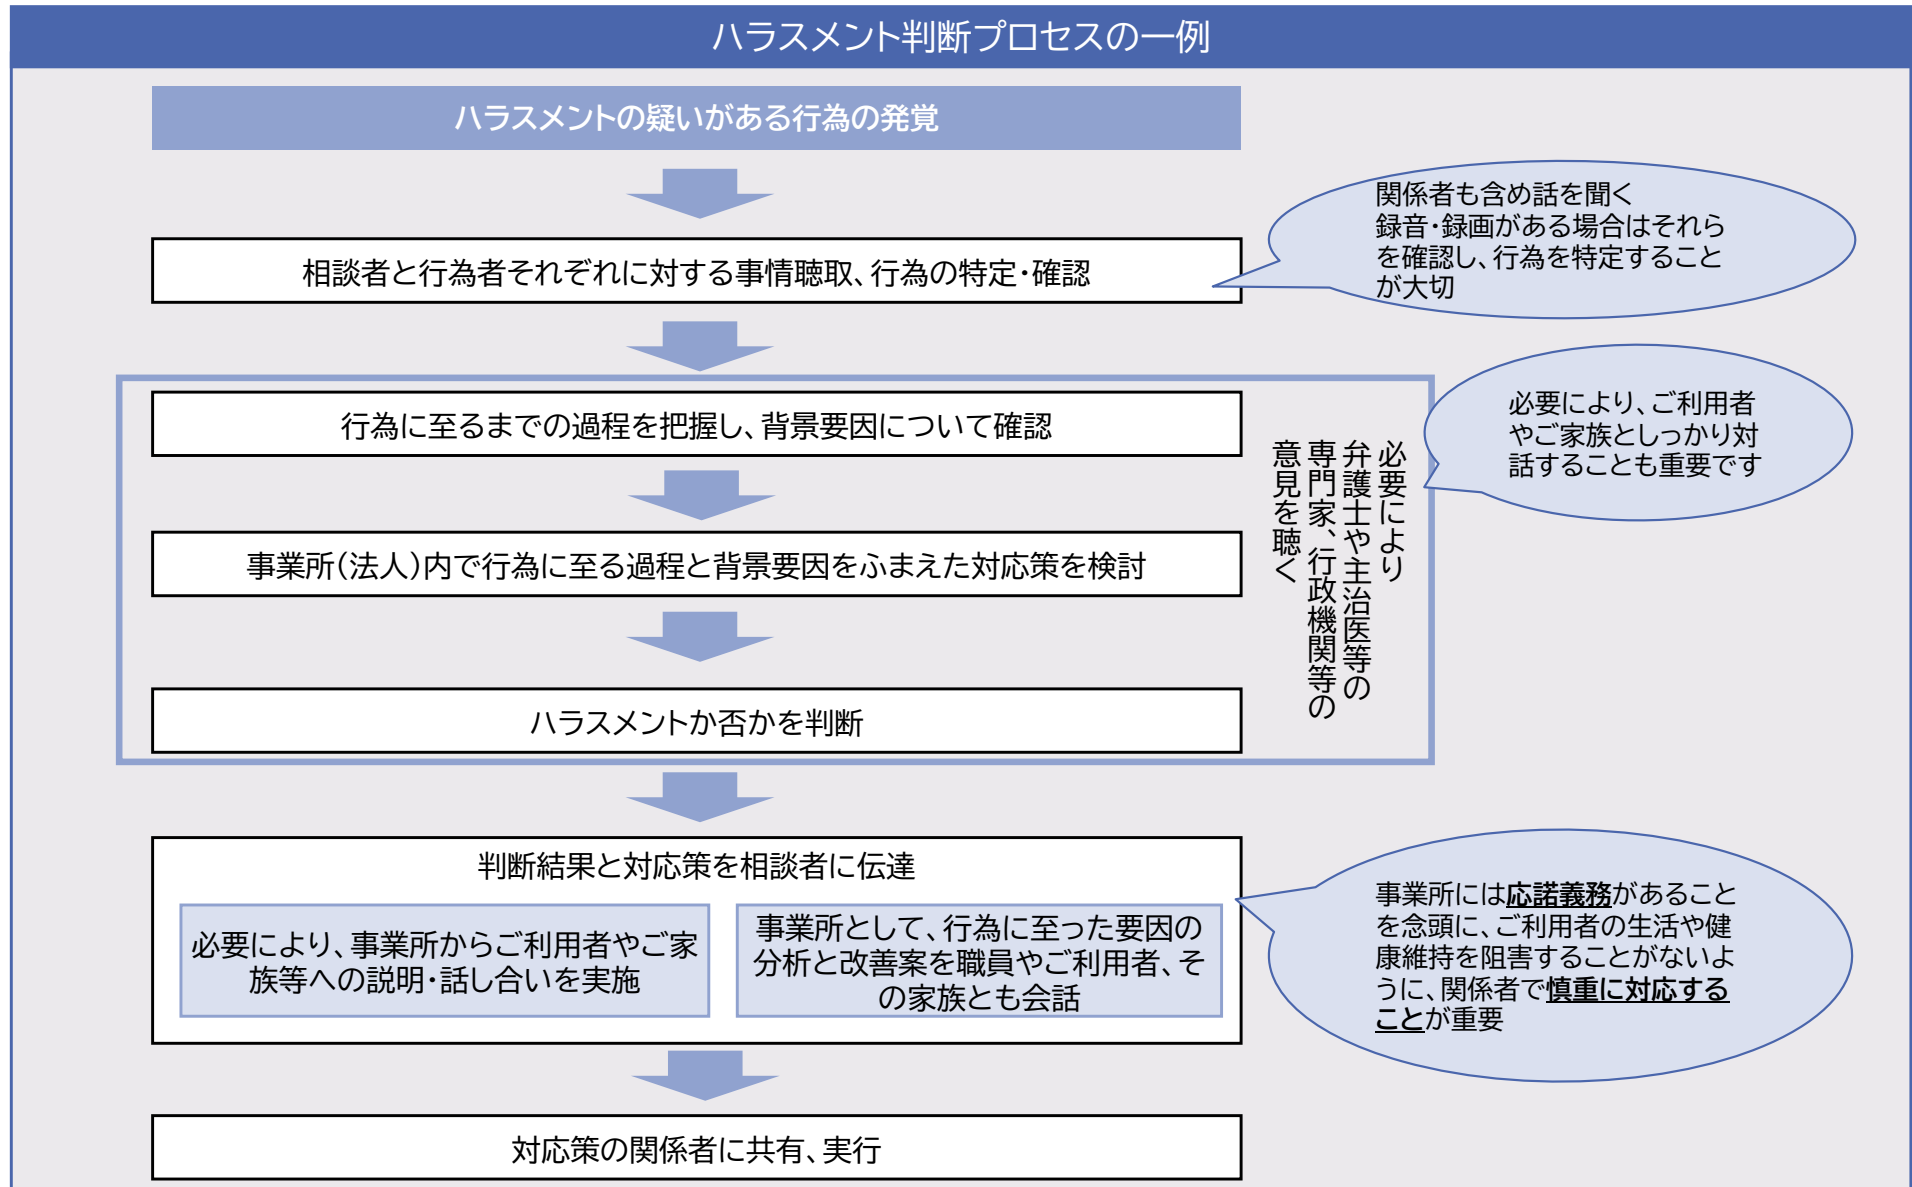 ハラスメント判断プロセスの一例
ハラスメントの疑いがある行為の発覚
関係者も含め話を聞く
録音・録画がある場合はそれら
を確認し、行為を特定すること
が大切
相談者と行為者それぞれに対する事情聴取、行為の特定・確認
行為に至るまでの過程を把握し、背景要因について確認
必要により、ご利用者
やご家族としっかり対
話することも重要です
必要により
弁護士や主治医等の
専門家、行政機関等の
意見を聴く
事業所（法人）内で行為に至る過程と背景要因をふまえた対応策を検討
ハラスメントか否かを判断
判断結果と対応策を相談者に伝達
必要により、事業所からご利用者やご家
族等への説明・話し合いを実施
事業所として、行為に至った要因の
分析と改善案を職員やご利用者、そ
の家族とも会話
事業所には応諾義務があること
を念頭に、ご利用者の生活や健
康維持を阻害することがないよ
うに、関係者で慎重に対応する
ことが重要
対応策の関係者に共有、実行